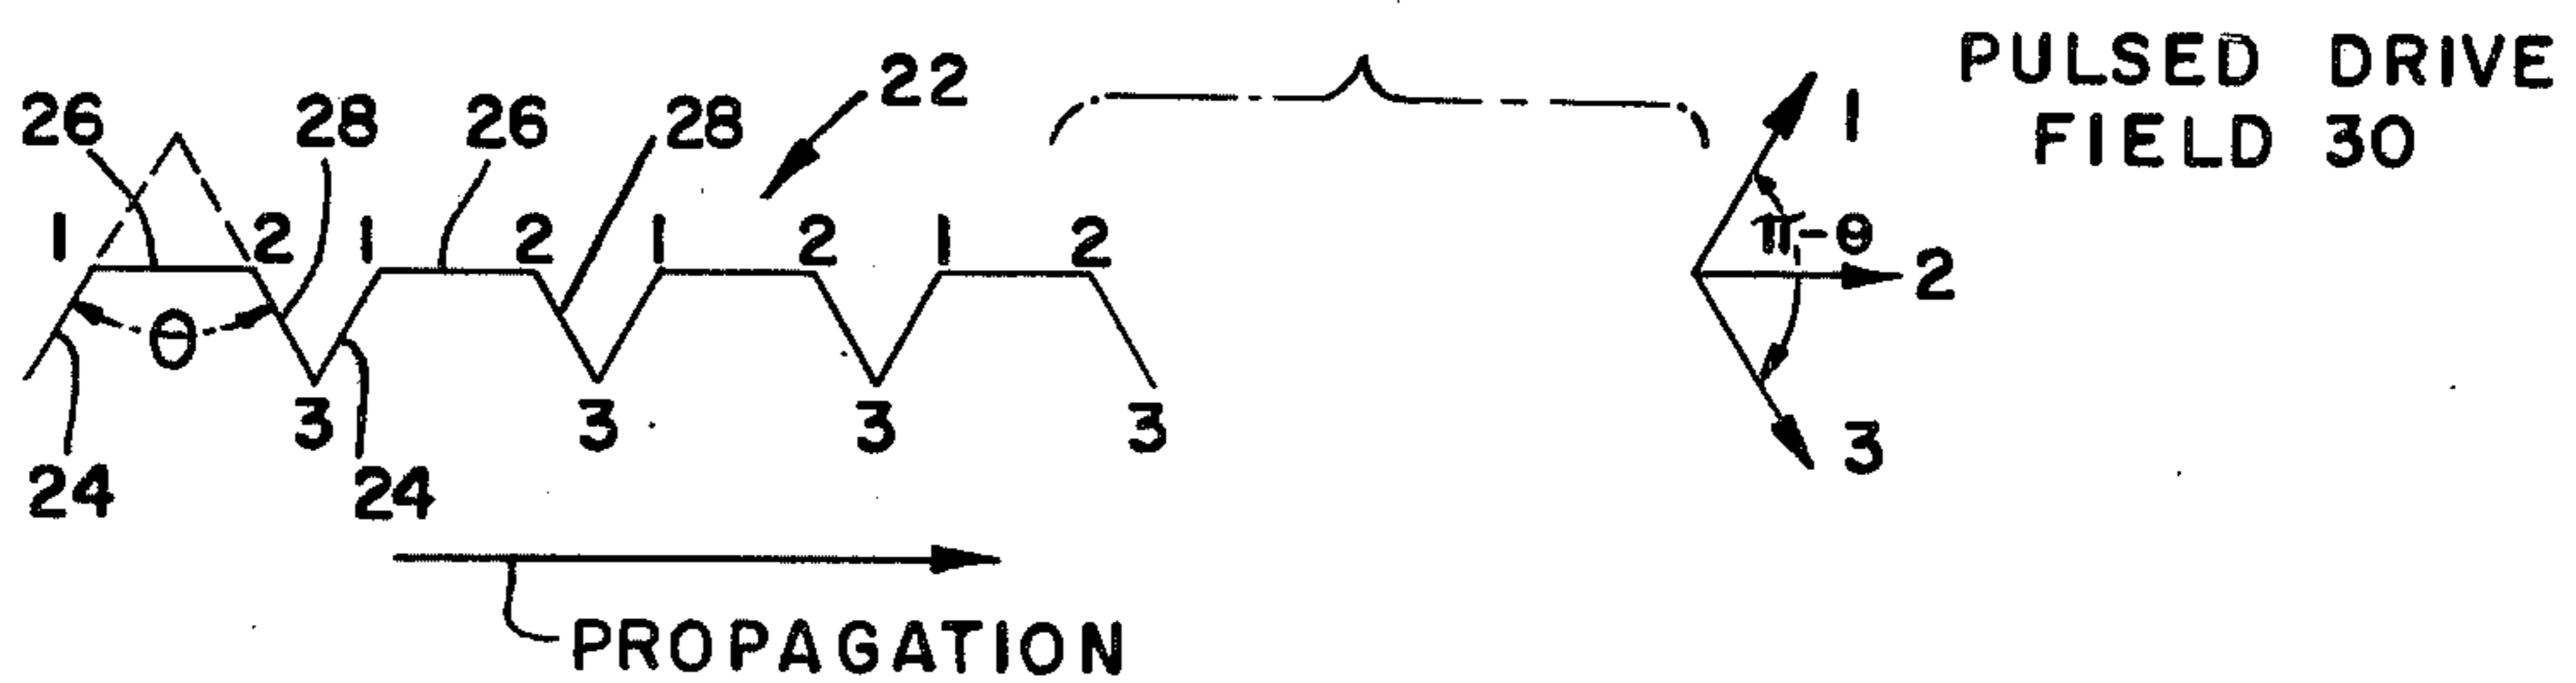 22
PULSED DRIVE
FIELD 30
26 28 26 28
1
π-θ
1 2 1 2 1 2 1 2
2
θ
3 3 3 3
3
24 24
PROPAGATION